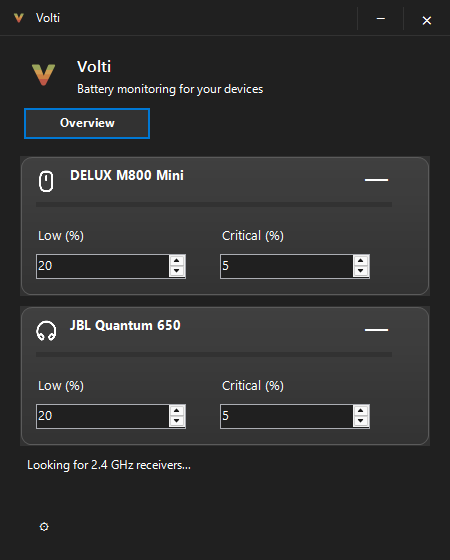 Volti
Volti
Battery monitoring for your devices
Overview
DELUX M800 Mini
Low (%)
Critical (%)
20
5
JBL Quantum 650
Low (%)
Critical (%)
20
5
Looking for 2.4 GHz receivers...